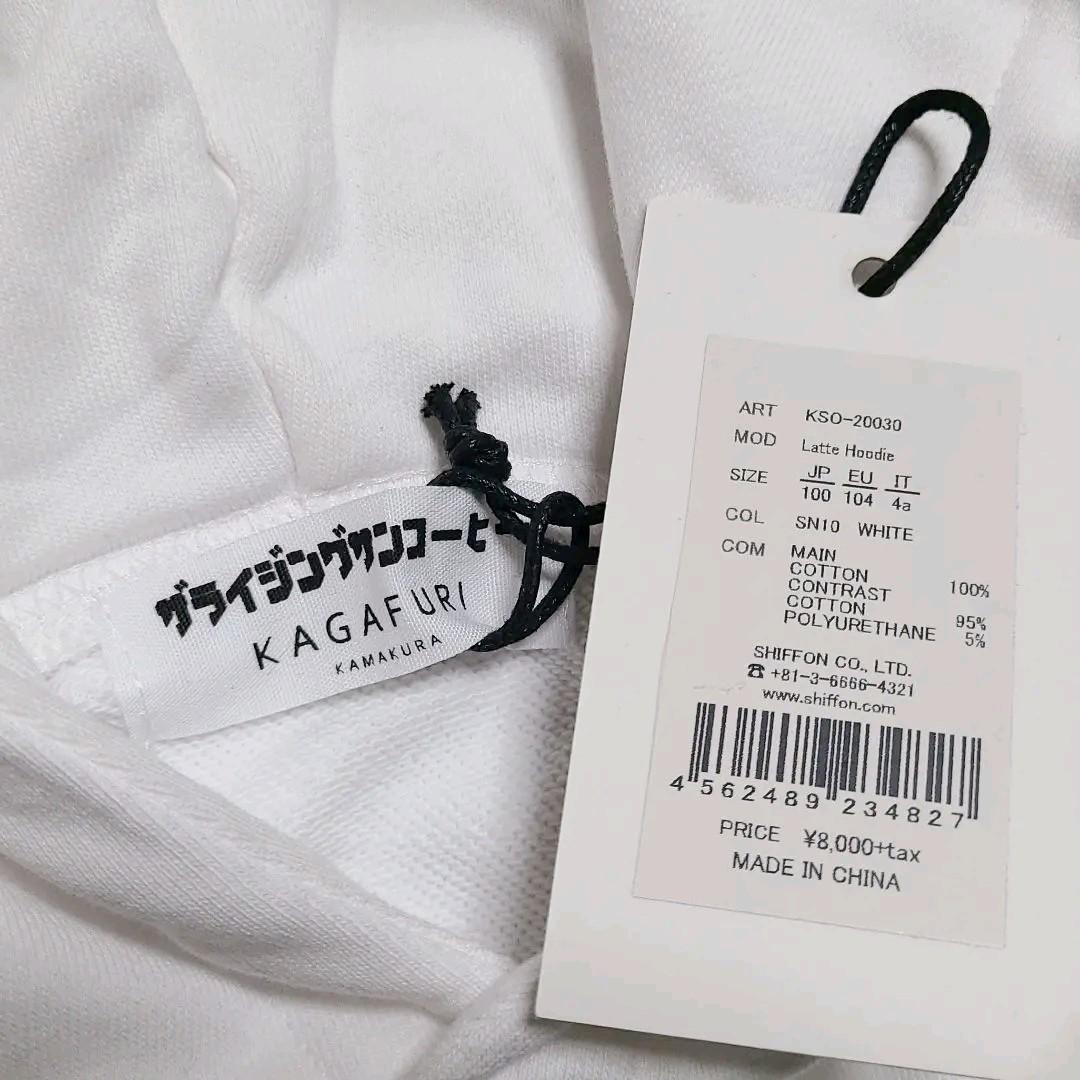 ザライジングサンコーヒ
KAGAFURI
KAMAKURA
ART KSO-20030
MOD Latte Hoodie
SIZE JP EU IT
100 104 4a
COL SN10 WHITE
COM MAIN
COTTON 100%
CONTRAST
COTTON 95%
POLYURETHANE 5%
SHIFFON CO., LTD.
☎ +81-3-6666-4321
www.shiffon.com
4 562489 234827
PRICE ¥8,000+tax
MADE IN CHINA